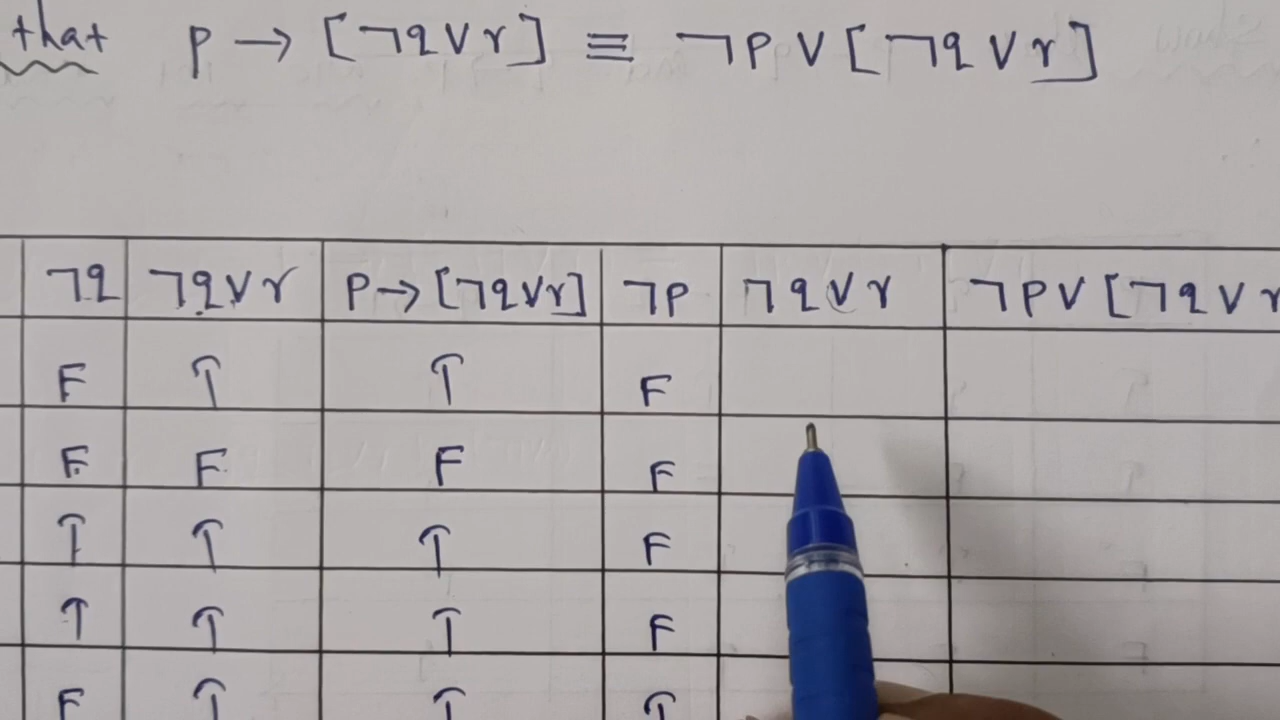 that p → [¬q ∨ r] ≡ ¬p ∨ [¬q ∨ r]
¬q ¬q ∨ r p → [¬q ∨ r] ¬p ¬q ∨ r ¬p ∨ [¬q ∨ r
F T T F
F F F F
T T T F
T T T F
F T T T